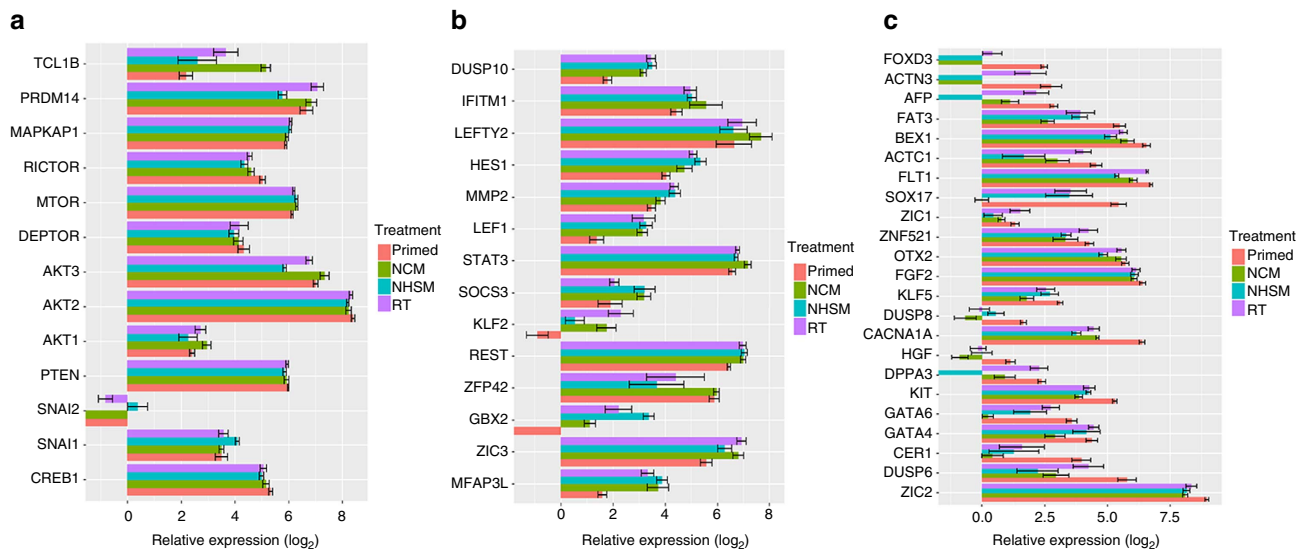 a
TCL1B
PRDM14
MAPKAP1
RICTOR
MTOR
DEPTOR
AKT3
AKT2
AKT1
PTEN
SNAI2
SNAI1
CREB1
0 2 4 6 8
Relative expression (log2)
Treatment
Primed
NCM
NHSM
RT
b
DUSP10
IFITM1
LEFTY2
HES1
MMP2
LEF1
STAT3
SOCS3
KLF2
REST
ZFP42
GBX2
ZIC3
MFAP3L
0 2 4 6 8
Relative expression (log2)
Treatment
Primed
NCM
NHSM
RT
c
FOXD3
ACTN3
AFP
FAT3
BEX1
ACTC1
FLT1
SOX17
ZIC1
ZNF521
OTX2
FGF2
KLF5
DUSP8
CACNA1A
HGF
DPPA3
KIT
GATA6
GATA4
CER1
DUSP6
ZIC2
0.0 2.5 5.0 7.5
Relative expression (log2)
Treatment
Primed
NCM
NHSM
RT